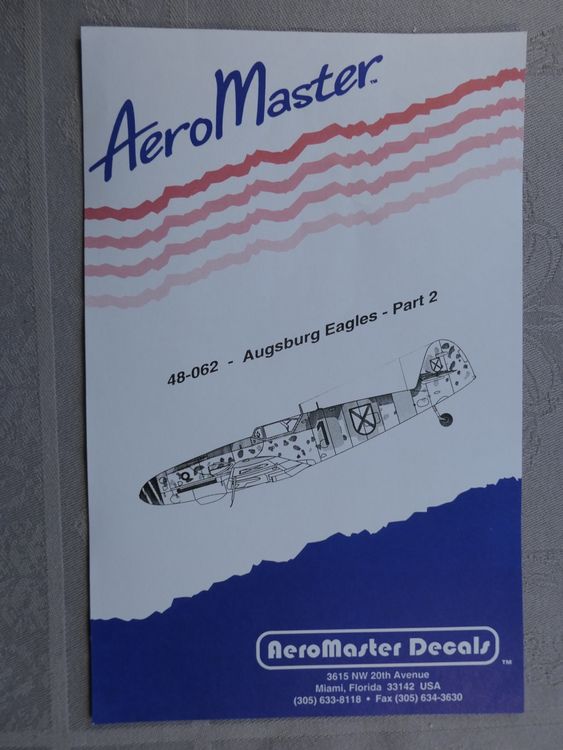 AeroMaster™
48-062 - Augsburg Eagles - Part 2
1
AeroMaster Decals™
3615 NW 20th Avenue
Miami, Florida 33142 USA
(305) 633-8118 • Fax (305) 634-3630